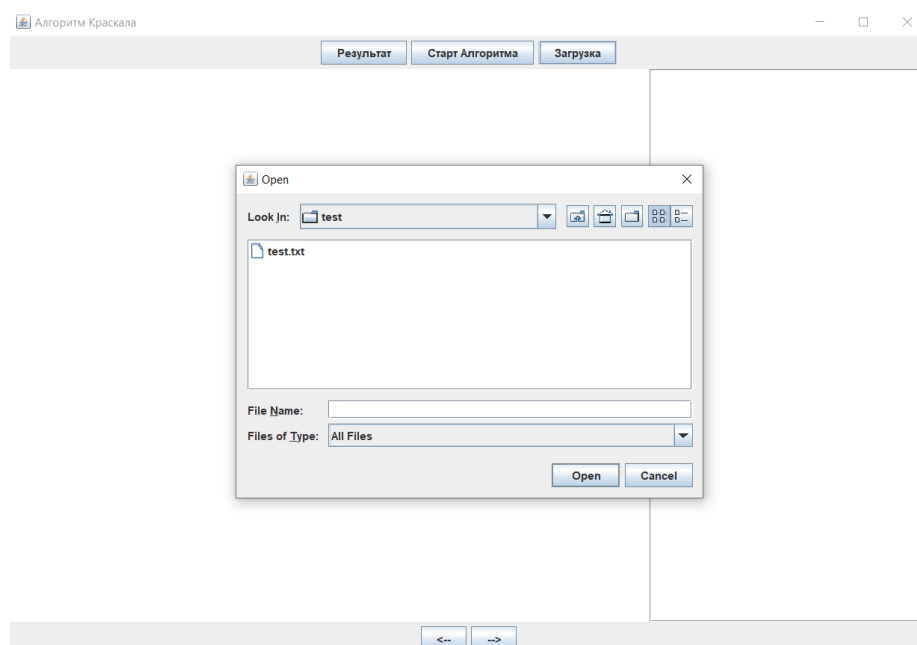 Алгоритм Краскала
Результат Старт Алгоритма Загрузка
Open
Look In: test
test.txt
File Name:
Files of Type: All Files
Open Cancel
<-- -->